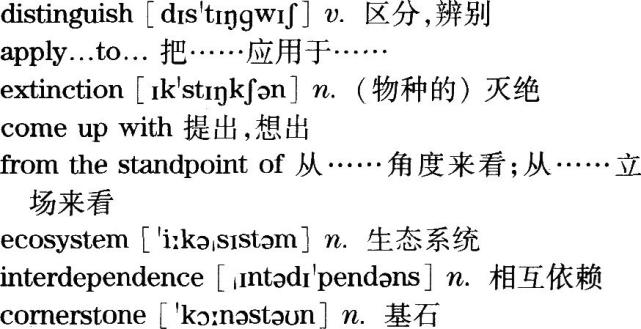 distinguish [dɪsˈtɪŋɡwɪʃ] v. 区分,辨别
apply…to… 把……应用于……
extinction [ɪkˈstɪŋkʃən] n. (物种的) 灭绝
come up with 提出,想出
from the standpoint of 从……角度来看;从……立
场来看
ecosystem [ˈiːkəˌsɪstəm] n. 生态系统
interdependence [ˌɪntədɪˈpendəns] n. 相互依赖
cornerstone [ˈkɔːnəstəʊn] n. 基石